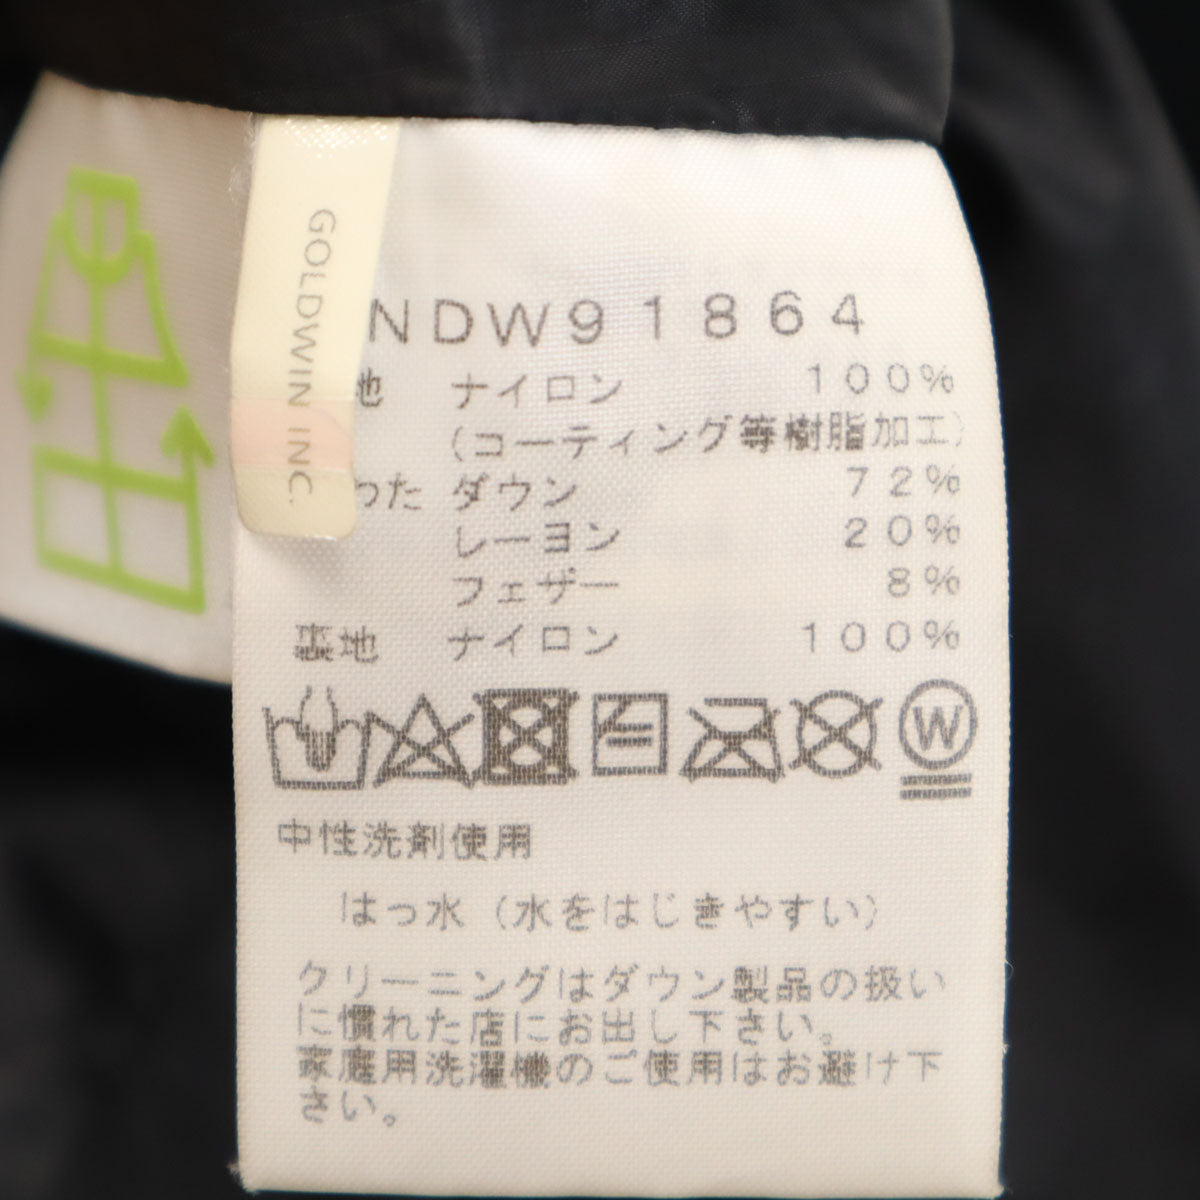 GOLDWIN INC.
NDW91864
地 ナイロン 100%
(コーティング等樹脂加工)
わた ダウン 72%
レーヨン 20%
フェザー 8%
裏地 ナイロン 100%
W
中性洗剤使用
はっ水(水をはじきやすい)
クリーニングはダウン製品の扱い
に慣れた店にお出し下さい。
家庭用洗濯機のご使用はお避け下
さい。